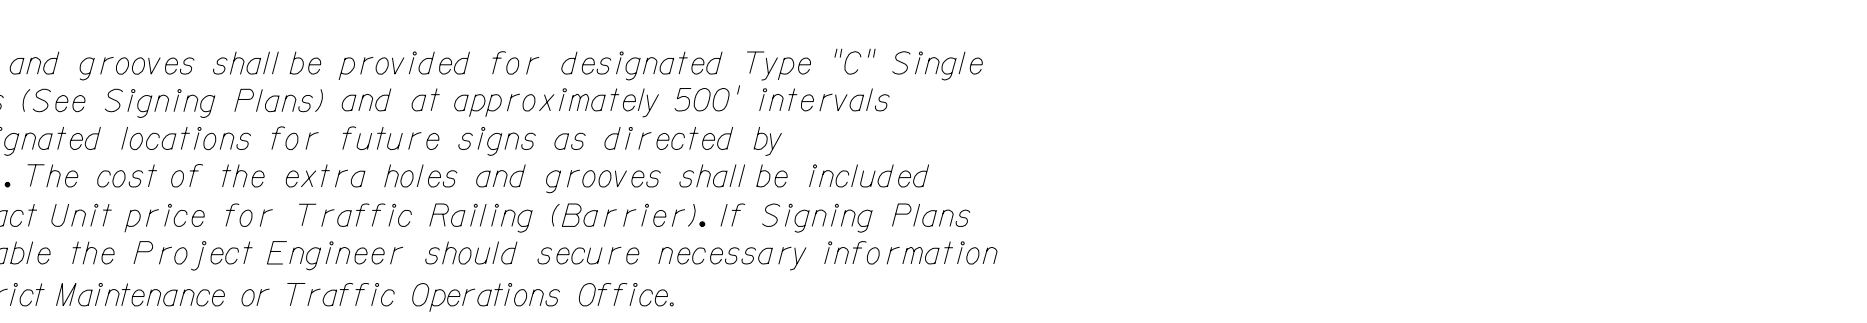 and grooves shall be provided for designated Type "C" Single
s (See Signing Plans) and at approximately 500' intervals
ignated locations for future signs as directed by
. The cost of the extra holes and grooves shall be included
act Unit price for Traffic Railing (Barrier). If Signing Plans
able the Project Engineer should secure necessary information
rict Maintenance or Traffic Operations Office.